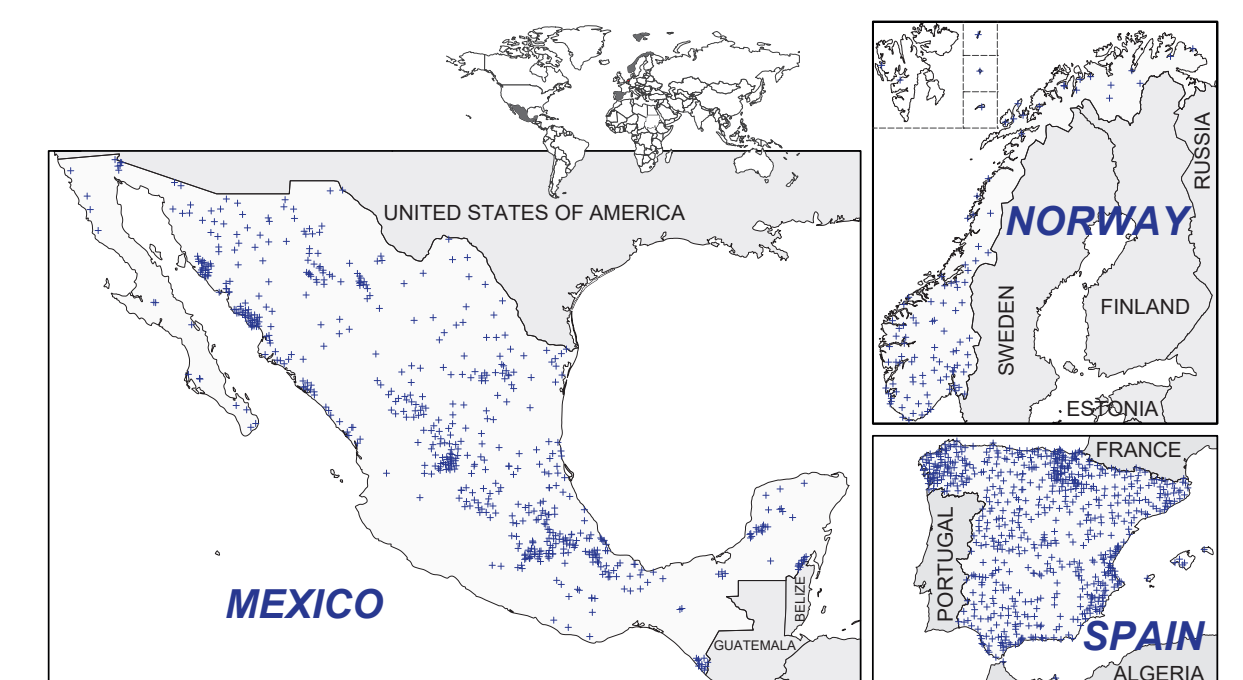 UNITED STATES OF AMERICA
MEXICO
BELIZE
GUATEMALA
NORWAY
RUSSIA
SWEDEN
FINLAND
ESTONIA
FRANCE
PORTUGAL
SPAIN
ALGERIA